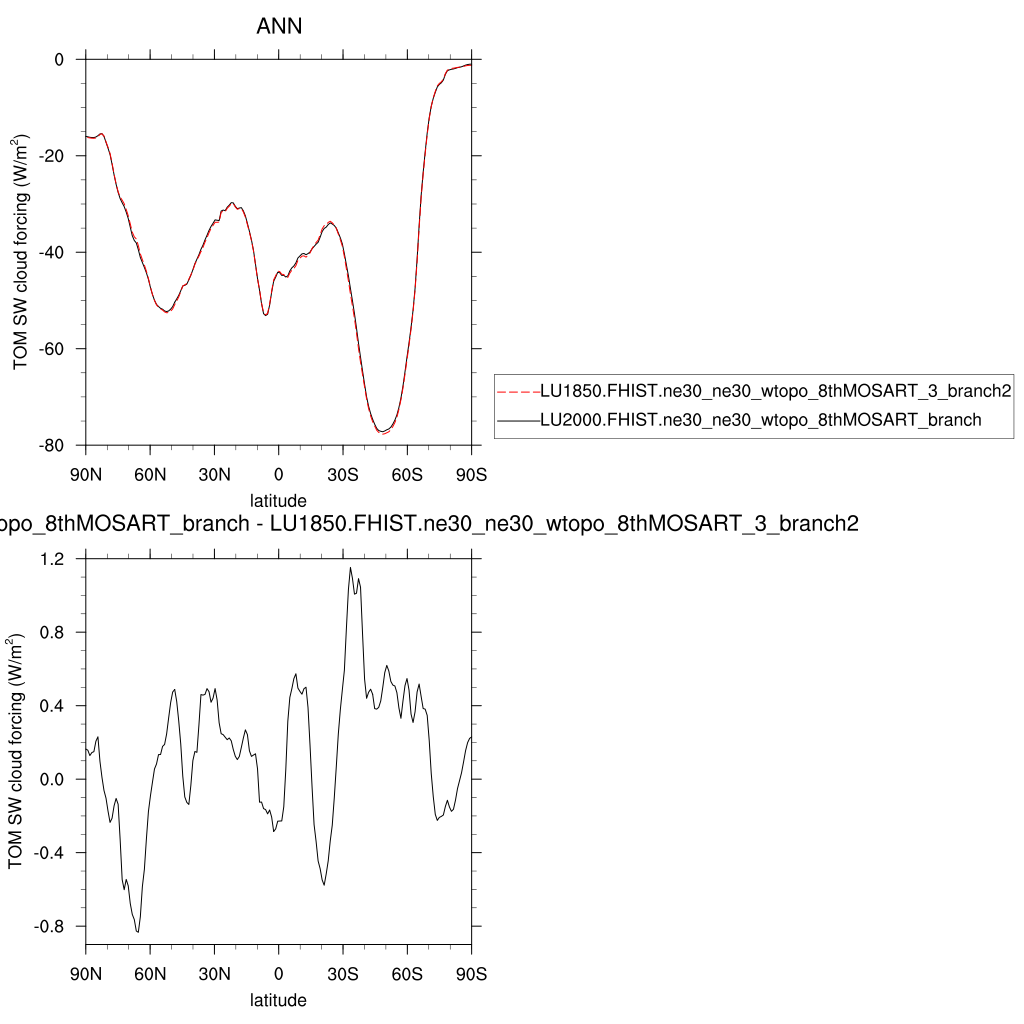 ANN
TOM SW cloud forcing (W/m²)
0
-20
-40
-60
-80
90N 60N 30N 0 30S 60S 90S
latitude
LU1850.FHIST.ne30_ne30_wtopo_8thMOSART_3_branch2
LU2000.FHIST.ne30_ne30_wtopo_8thMOSART_branch
opo_8thMOSART_branch - LU1850.FHIST.ne30_ne30_wtopo_8thMOSART_3_branch2
TOM SW cloud forcing (W/m²)
1.2
0.8
0.4
0.0
-0.4
-0.8
90N 60N 30N 0 30S 60S 90S
latitude